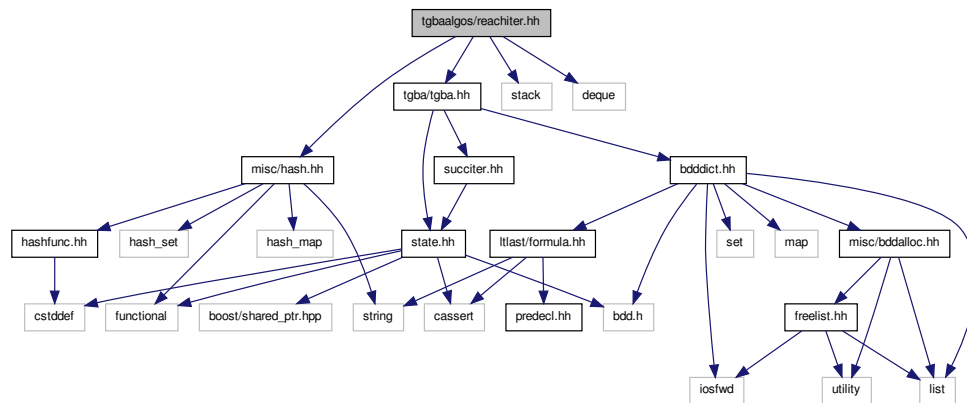 tgbaalgos/reachiter.hh
tgba/tgba.hh
stack
deque
misc/hash.hh
succiter.hh
bdddict.hh
hashfunc.hh
hash_set
hash_map
state.hh
ltlast/formula.hh
set
map
misc/bddalloc.hh
cstddef
functional
boost/shared_ptr.hpp
string
cassert
predecl.hh
bdd.h
freelist.hh
iosfwd
utility
list